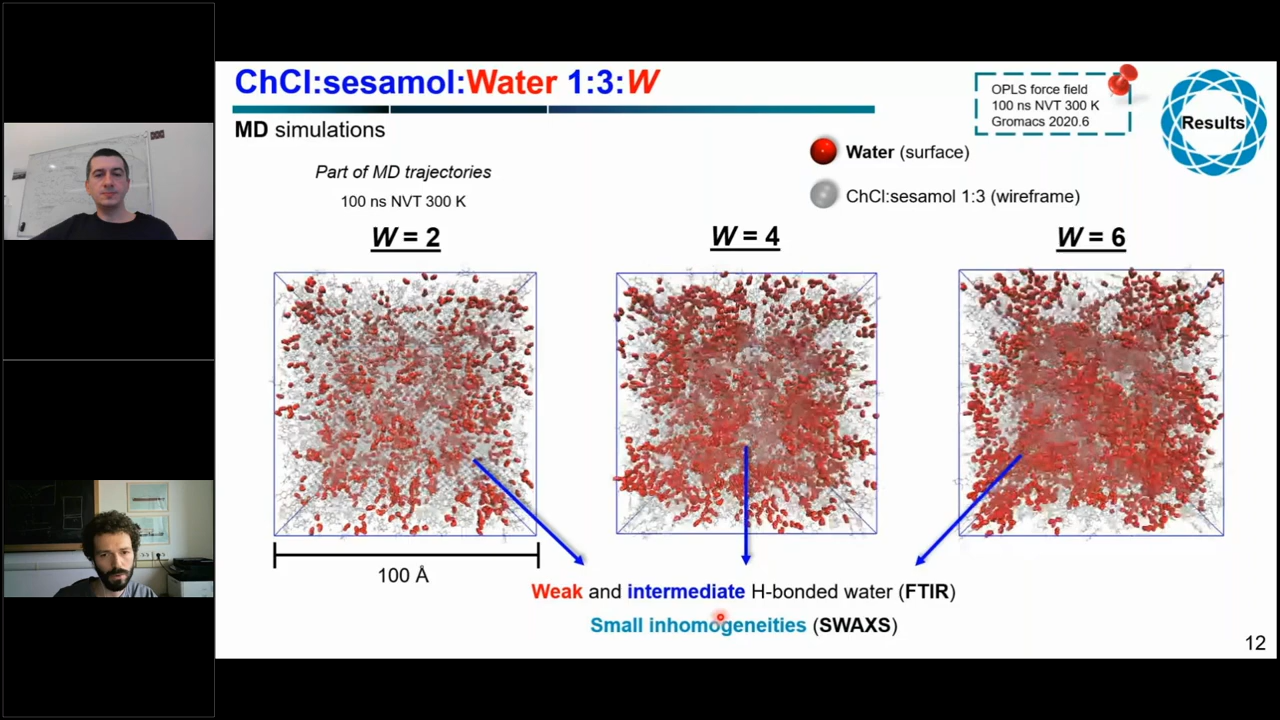 ChCl:sesamol:Water 1:3:W
OPLS force field
100 ns NVT 300 K
Gromacs 2020.6
Results
MD simulations
Water (surface)
Part of MD trajectories
ChCl:sesamol 1:3 (wireframe)
100 ns NVT 300 K
W = 2
W = 4
W = 6
100 Å
Weak and intermediate H-bonded water (FTIR)
Small inhomogeneities (SWAXS)
12